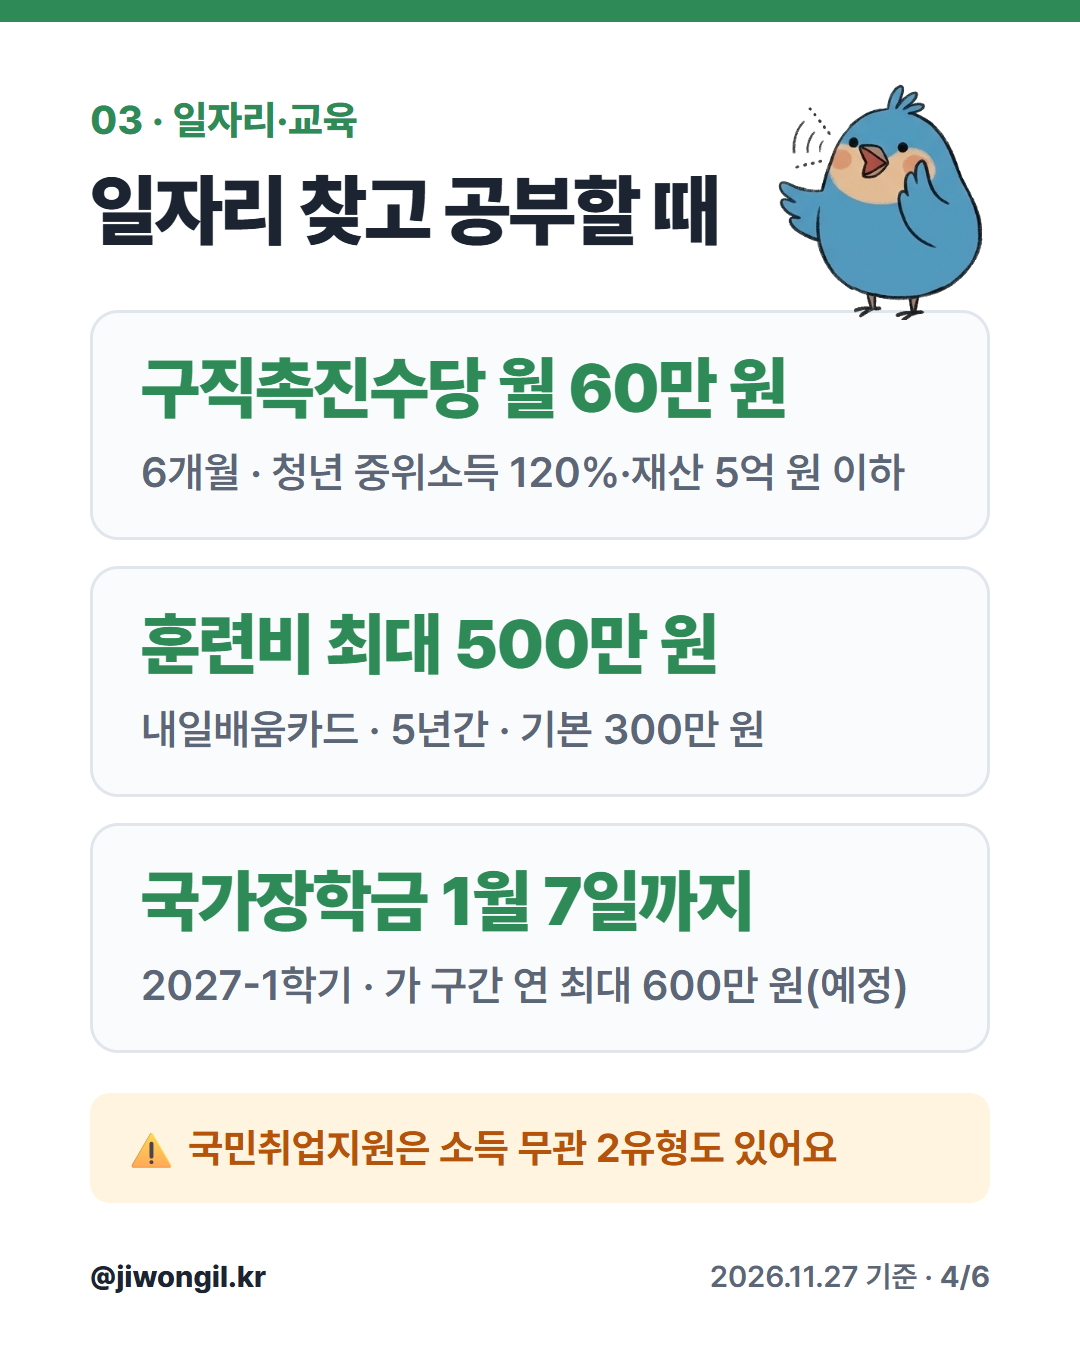 03 · 일자리·교육
일자리 찾고 공부할 때
구직촉진수당 월 60만 원
6개월 · 청년 중위소득 120%·재산 5억 원 이하
훈련비 최대 500만 원
내일배움카드 · 5년간 · 기본 300만 원
국가장학금 1월 7일까지
2027-1학기 · 가 구간 연 최대 600만 원(예정)
⚠️ 국민취업지원은 소득 무관 2유형도 있어요
@jiwongil.kr
2026.11.27 기준 · 4/6